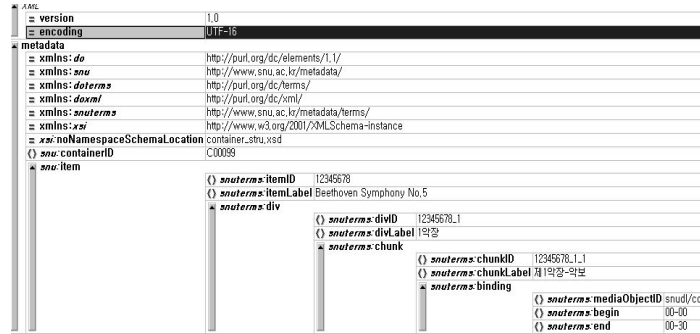 XML
= version 1.0
= encoding UTF-16
metadata
= xmlns:dc http://purl.org/dc/elements/1.1/
= xmlns:snu http://www.snu.ac.kr/metadata/
= xmlns:dcterms http://purl.org/dc/terms/
= xmlns:dcxml http://purl.org/dc/xml/
= xmlns:snuterms http://www.snu.ac.kr/metadata/terms/
= xmlns:xsi http://www.w3.org/2001/XMLSchema-instance
= xsi:noNamespaceSchemaLocation container_stru.xsd
() snu:containerID C00099
snu:item
() snuterms:itemID 12345678
() snuterms:itemLabel Beethoven Symphony No.5
snuterms:div
() snuterms:divID 12345678_1
() snuterms:divLabel 1악장
snuterms:chunk
() snuterms:chunkID 12345678_1_1
() snuterms:chunkLabel 제1악장-악보
snuterms:binding
() snuterms:mediaObjectID snudl/cc
() snuterms:begin 00-00
() snuterms:end 00-30